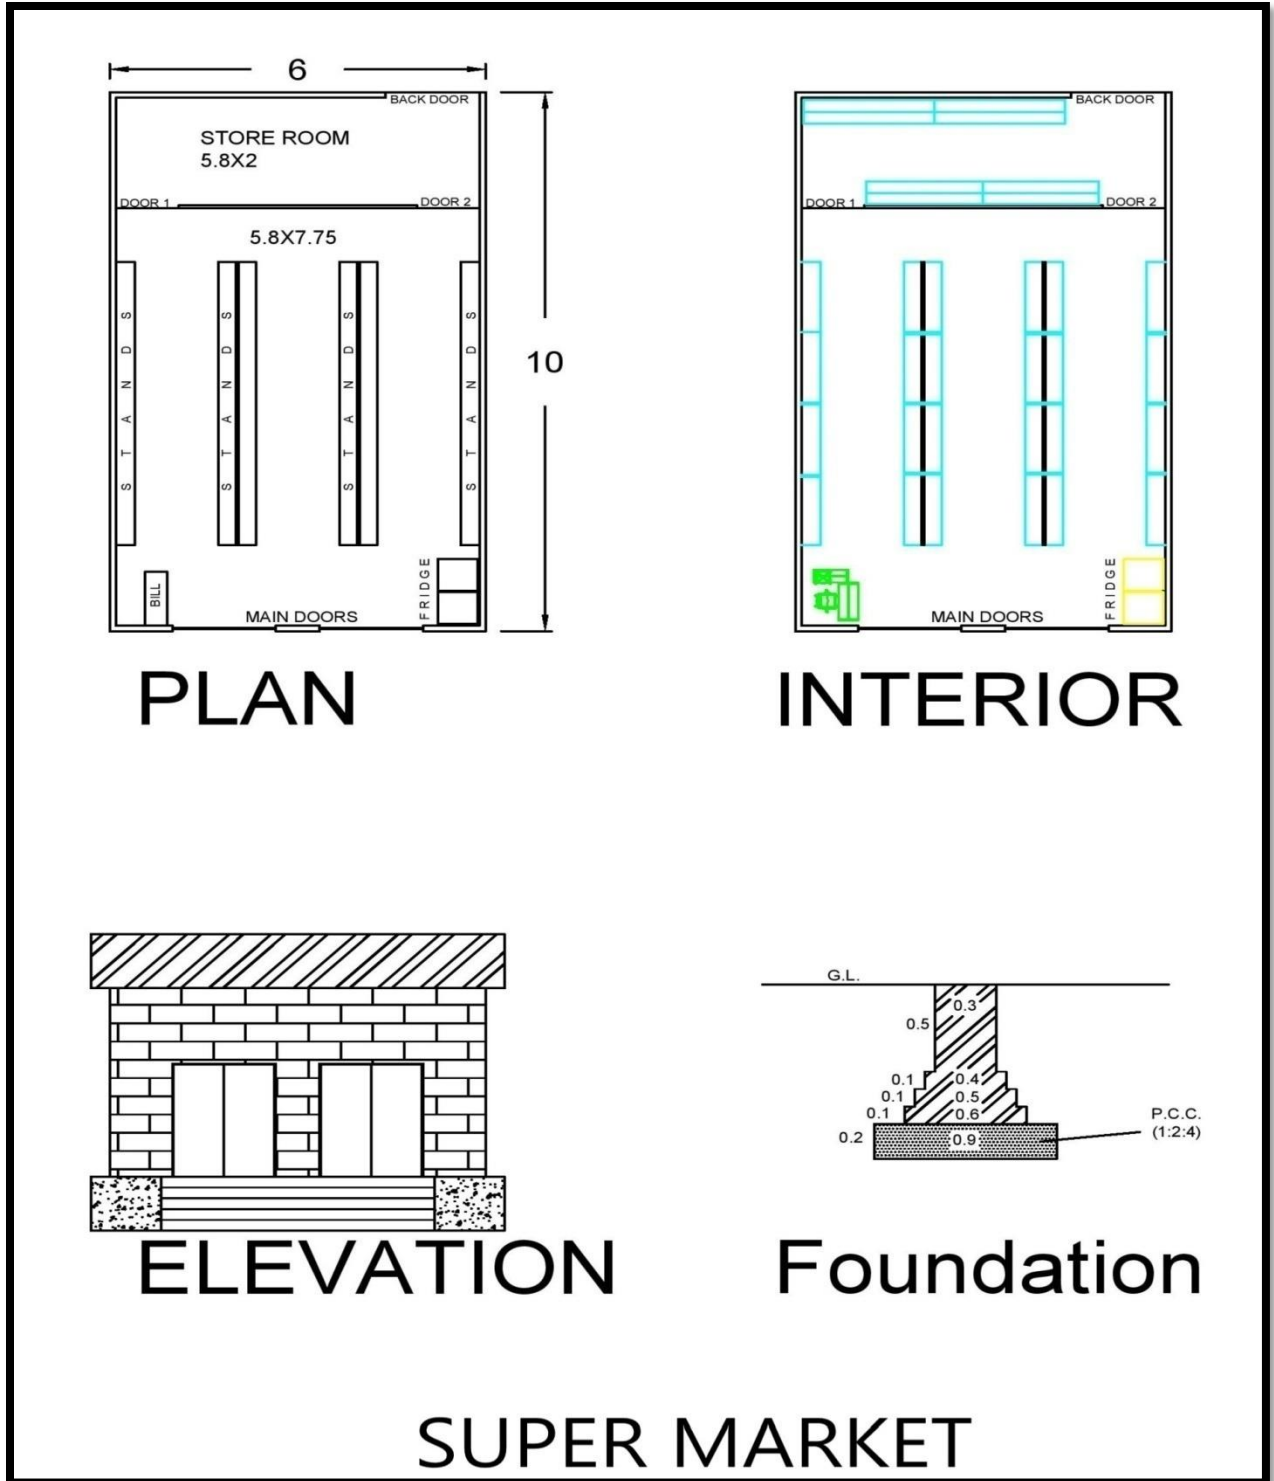 6
BACK DOOR
STORE ROOM
5.8X2
DOOR 1
DOOR 2
5.8X7.75
STANDS
STANDS
STANDS
STANDS
10
BILL
FRIDGE
MAIN DOORS
PLAN
BACK DOOR
DOOR 1
DOOR 2
FRIDGE
MAIN DOORS
INTERIOR
ELEVATION
G.L.
0.3
0.5
0.1
0.4
0.1
0.5
0.1
0.6
0.2
0.9
P.C.C.
(1:2:4)
Foundation
SUPER MARKET